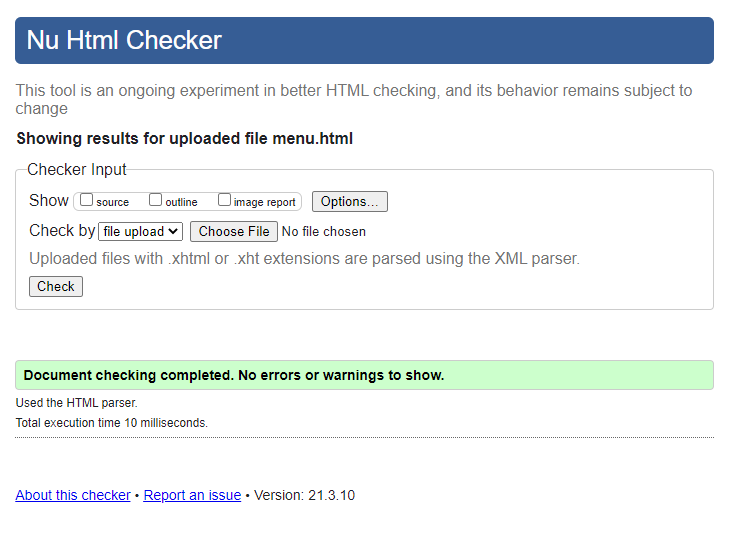 Nu Html Checker
This tool is an ongoing experiment in better HTML checking, and its behavior remains subject to
change
Showing results for uploaded file menu.html
Checker Input
Show source outline image report Options...
Check by file upload Choose File No file chosen
Uploaded files with .xhtml or .xht extensions are parsed using the XML parser.
Check
Document checking completed. No errors or warnings to show.
Used the HTML parser.
Total execution time 10 milliseconds.
About this checker • Report an issue • Version: 21.3.10